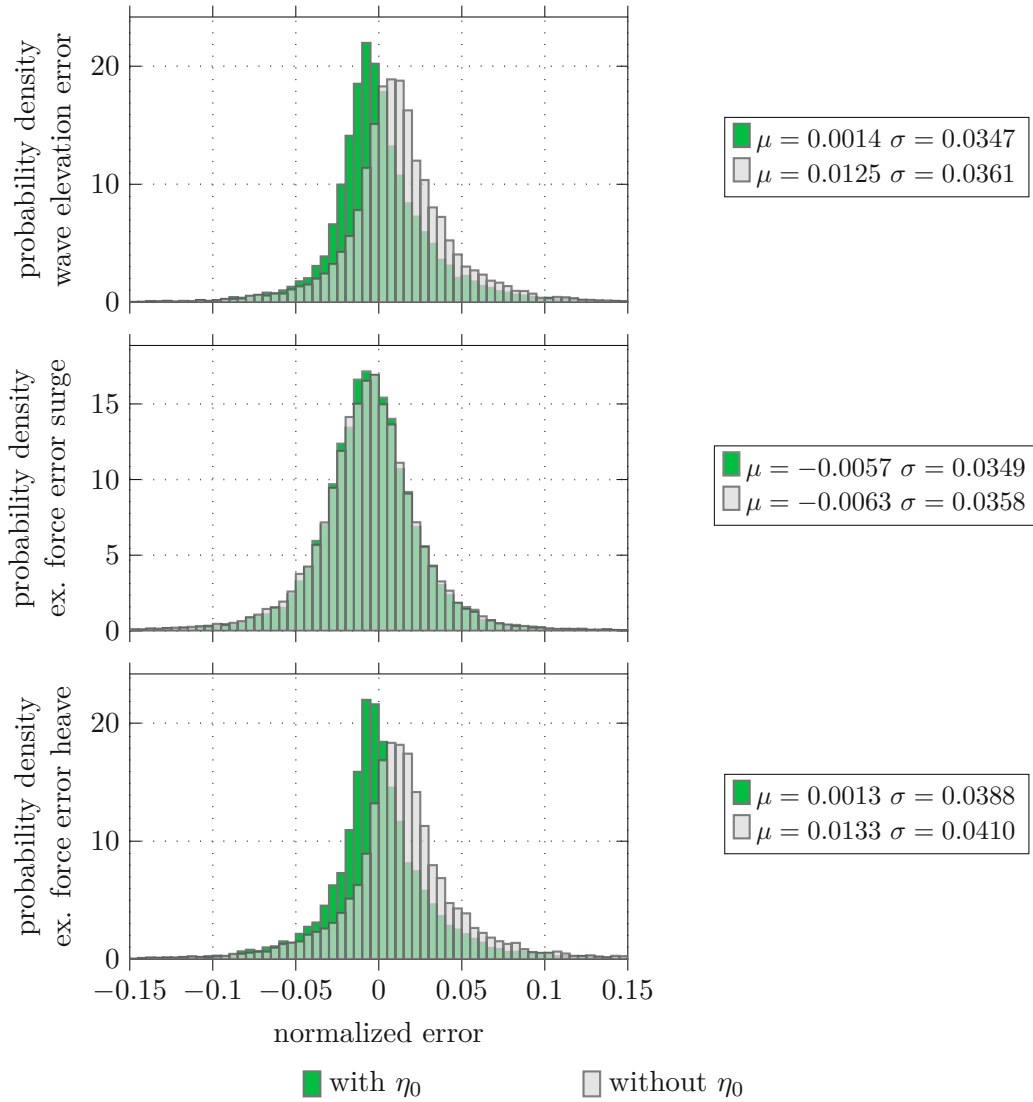 probability density
wave elevation error
20
10
0
μ = 0.0014 σ = 0.0347
μ = 0.0125 σ = 0.0361
probability density
ex. force error surge
15
10
5
0
μ = −0.0057 σ = 0.0349
μ = −0.0063 σ = 0.0358
probability density
ex. force error heave
20
10
0
μ = 0.0013 σ = 0.0388
μ = 0.0133 σ = 0.0410
−0.15 −0.1 −0.05 0 0.05 0.1 0.15
normalized error
with η₀ without η₀